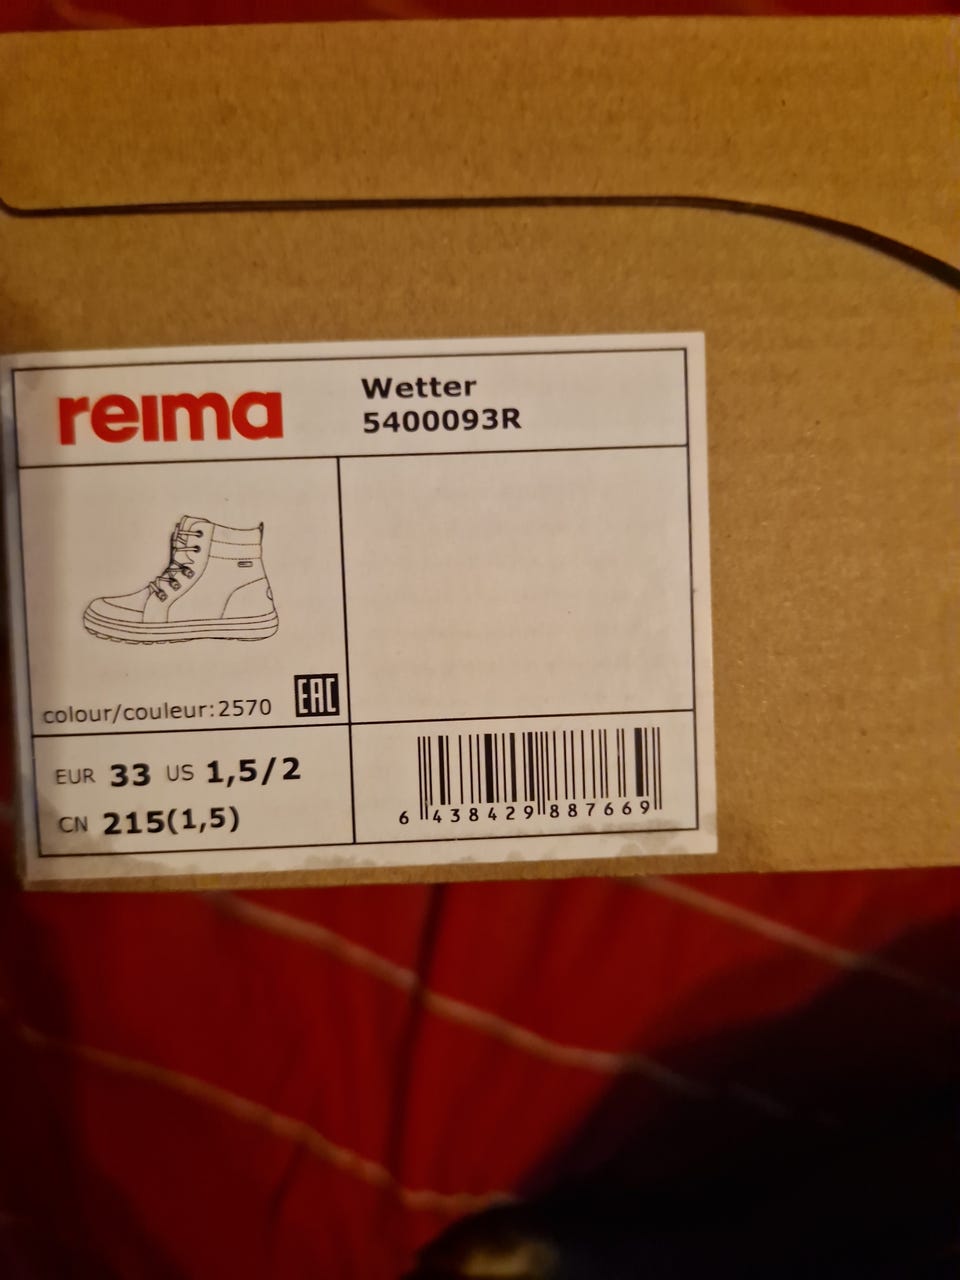 reima
Wetter
5400093R
colour/couleur:2570
EAC
EUR 33 US 1,5/2
CN 215(1,5)
6 438429 887669